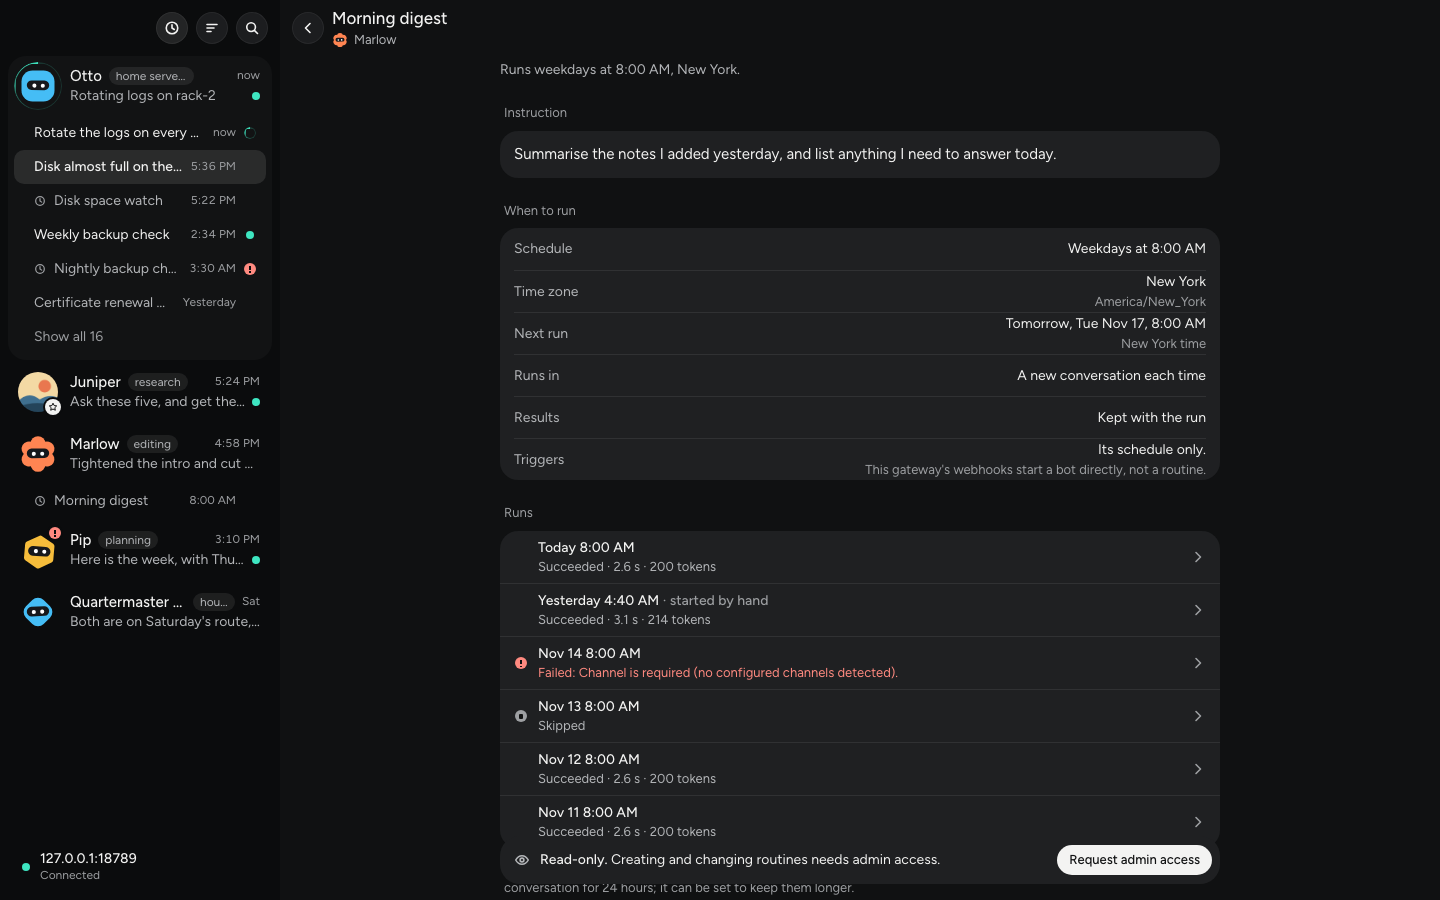 Otto home serve... now
Rotating logs on rack-2
Rotate the logs on every ... now
Disk almost full on the... 5:36 PM
Disk space watch 5:22 PM
Weekly backup check 2:34 PM
Nightly backup ch... 3:30 AM
Certificate renewal ... Yesterday
Show all 16
Juniper research 5:24 PM
Ask these five, and get the...
Marlow editing 4:58 PM
Tightened the intro and cut ...
Morning digest 8:00 AM
Pip planning 3:10 PM
Here is the week, with Thu...
Quartermaster ... hou... Sat
Both are on Saturday's route,...
127.0.0.1:18789
Connected
Morning digest
Marlow
Runs weekdays at 8:00 AM, New York.
Instruction
Summarise the notes I added yesterday, and list anything I need to answer today.
When to run
Schedule Weekdays at 8:00 AM
Time zone New York
America/New_York
Next run Tomorrow, Tue Nov 17, 8:00 AM
New York time
Runs in A new conversation each time
Results Kept with the run
Triggers Its schedule only.
This gateway's webhooks start a bot directly, not a routine.
Runs
Today 8:00 AM
Succeeded · 2.6 s · 200 tokens
Yesterday 4:40 AM · started by hand
Succeeded · 3.1 s · 214 tokens
Nov 14 8:00 AM
Failed: Channel is required (no configured channels detected).
Nov 13 8:00 AM
Skipped
Nov 12 8:00 AM
Succeeded · 2.6 s · 200 tokens
Nov 11 8:00 AM
Succeeded · 2.6 s · 200 tokens
Read-only. Creating and changing routines needs admin access. Request admin access
conversation for 24 hours; it can be set to keep them longer.